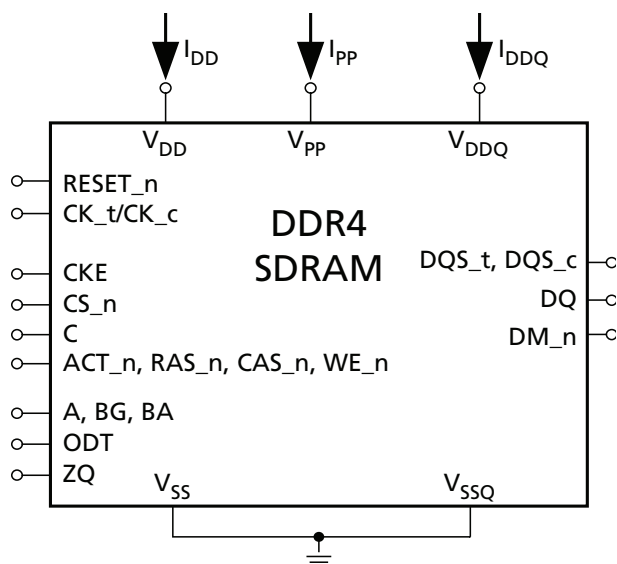 IDD IPP IDDQ
VDD VPP VDDQ
RESET_n
CK_t/CK_c
DDR4
SDRAM
DQS_t, DQS_c
CKE
DQ
CS_n
C
DM_n
ACT_n, RAS_n, CAS_n, WE_n
A, BG, BA
ODT
ZQ
VSS VSSQ